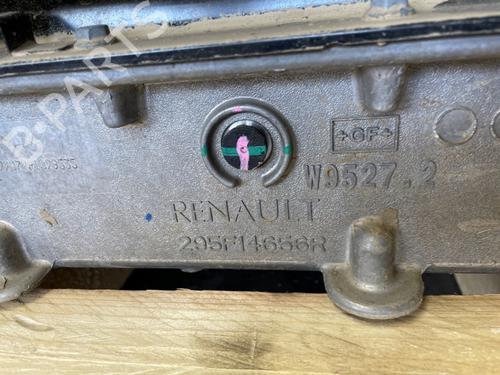 B-PARTS
+GF+
W9527.2
RENAULT
295F14656R